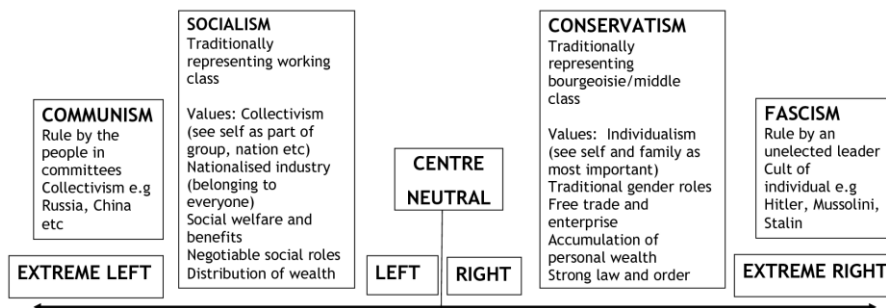 COMMUNISM
Rule by the
people in
committees
Collectivism e.g
Russia, China
etc
EXTREME LEFT
SOCIALISM
Traditionally
representing working
class
Values: Collectivism
(see self as part of
group, nation etc)
Nationalised industry
(belonging to
everyone)
Social welfare and
benefits
Negotiable social roles
Distribution of wealth
CENTRE
NEUTRAL
LEFT
RIGHT
CONSERVATISM
Traditionally
representing
bourgeoisie/middle
class
Values: Individualism
(see self and family as
most important)
Traditional gender roles
Free trade and
enterprise
Accumulation of
personal wealth
Strong law and order
FASCISM
Rule by an
unelected leader
Cult of
individual e.g
Hitler, Mussolini,
Stalin
EXTREME RIGHT